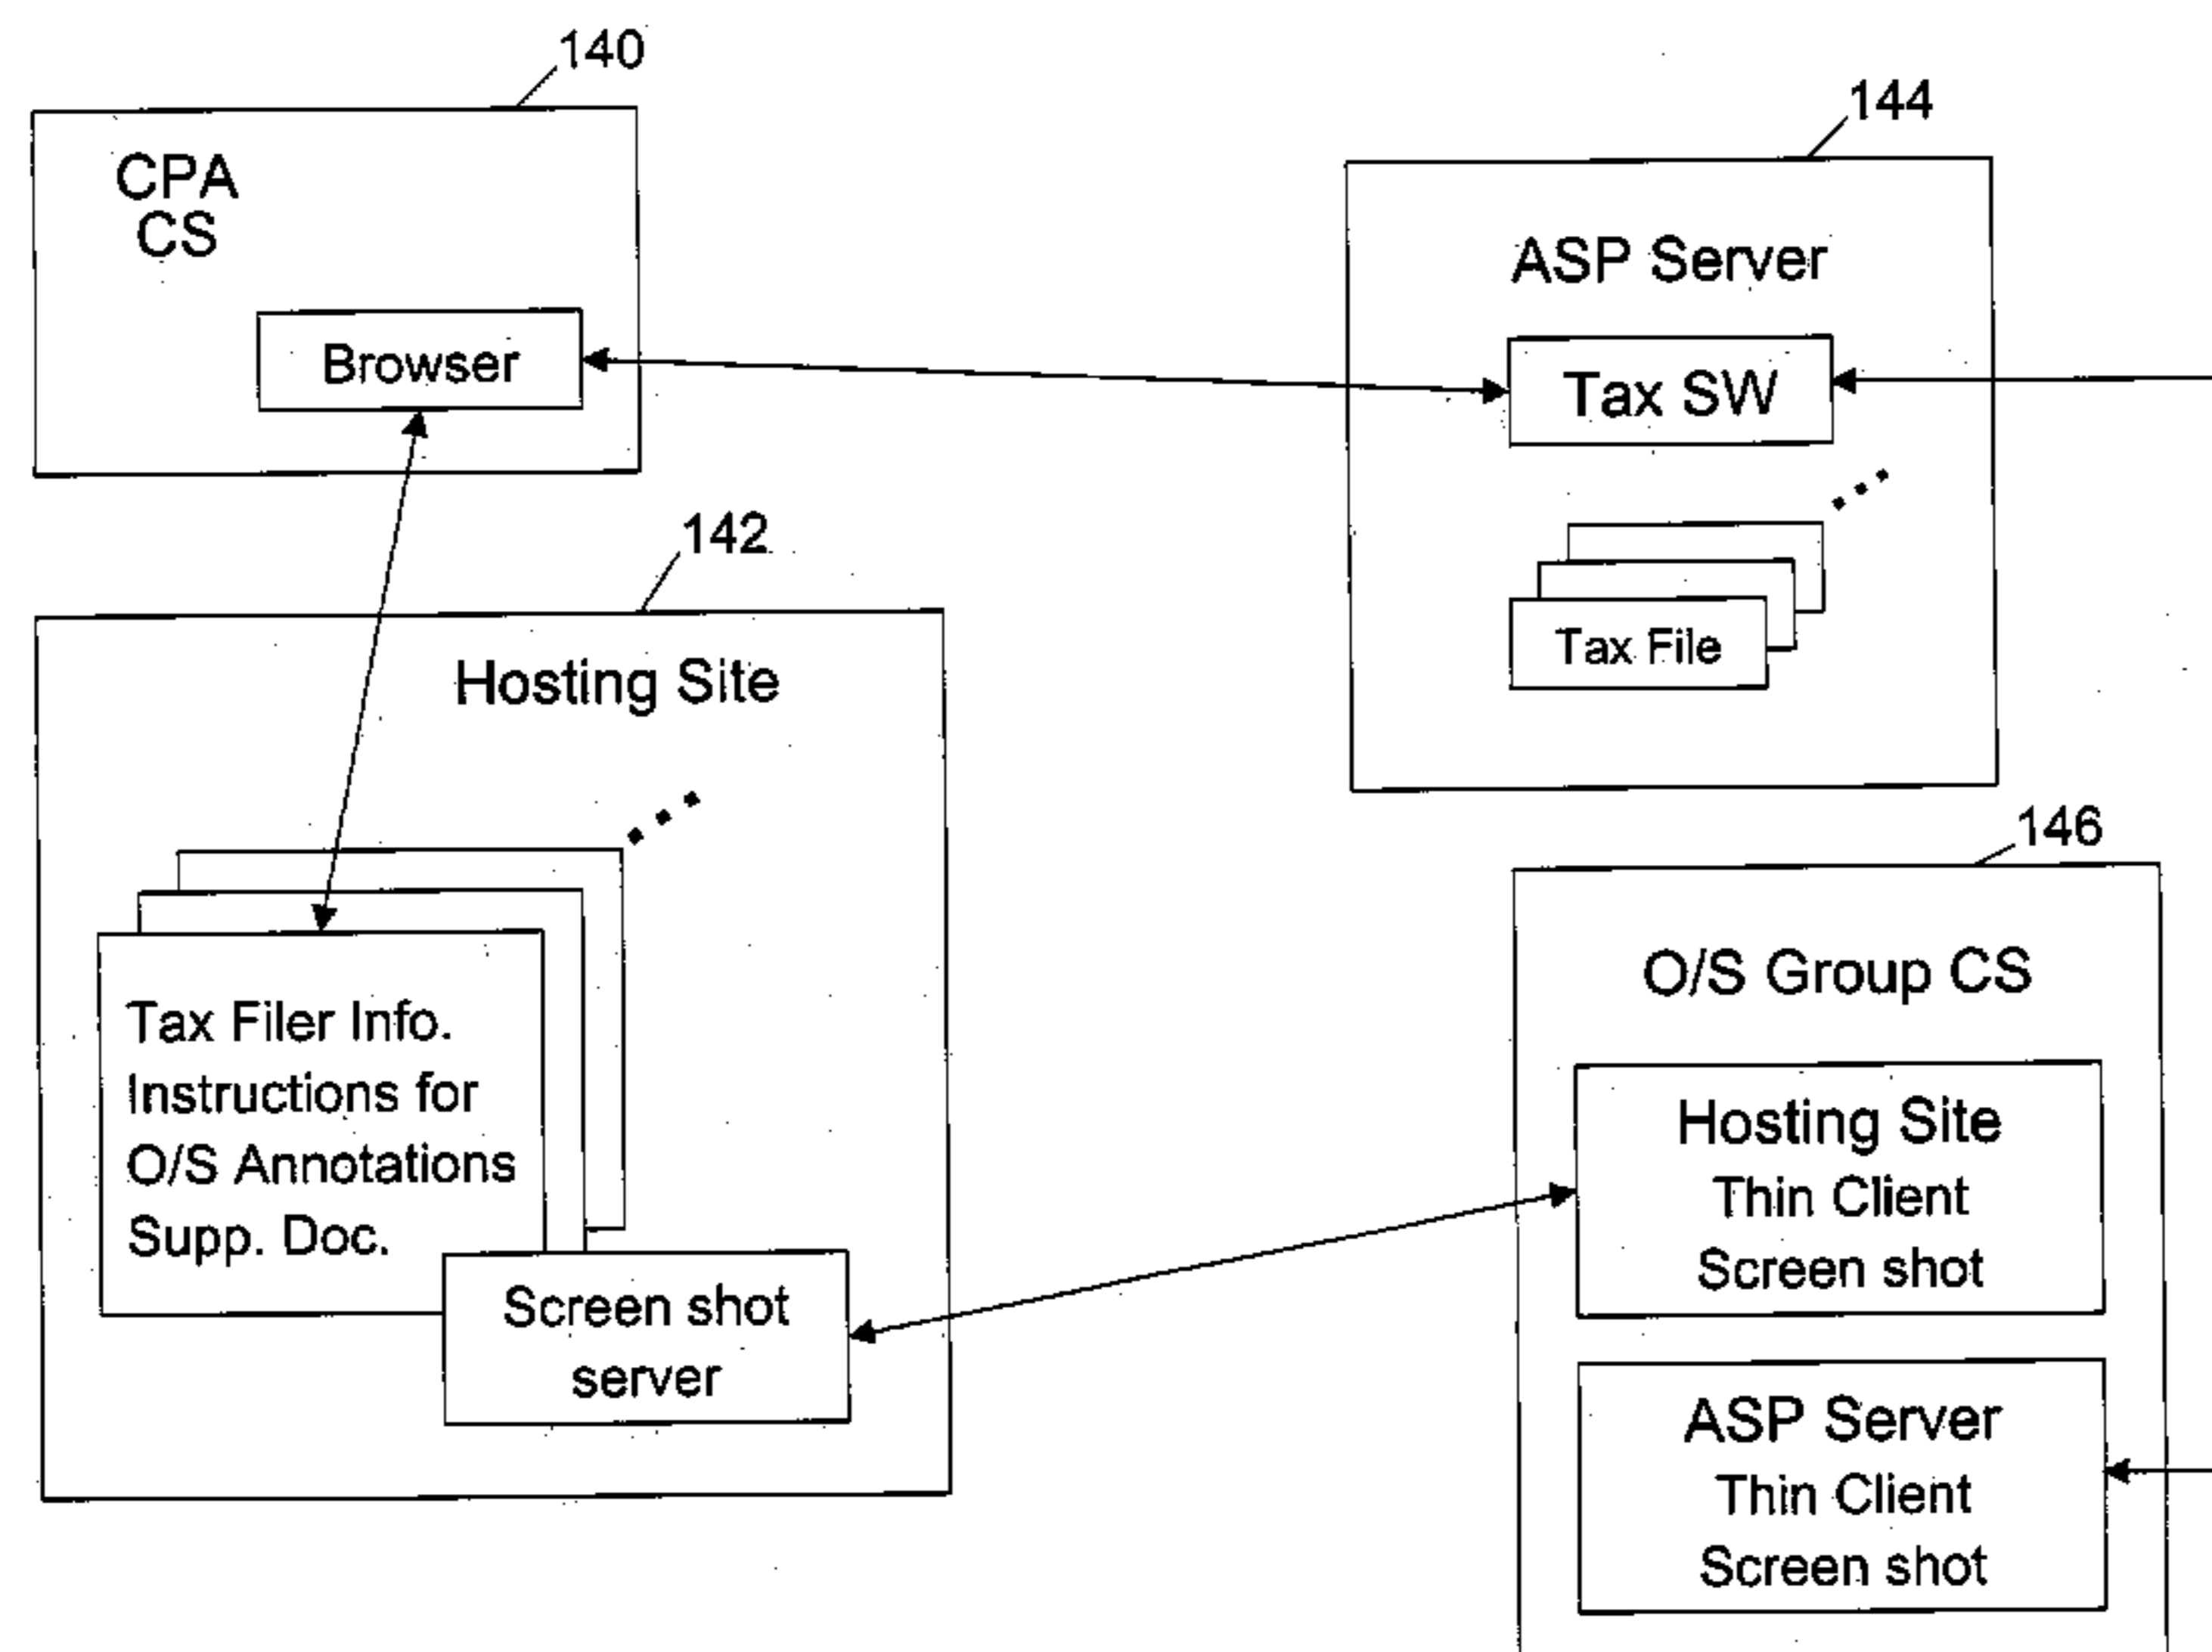 140
CPA
CS
Browser
144
ASP Server
Tax SW
Tax File
142
Hosting Site
Tax Filer Info.
Instructions for
O/S Annotations
Supp. Doc.
Screen shot
server
146
O/S Group CS
Hosting Site
Thin Client
Screen shot
ASP Server
Thin Client
Screen shot